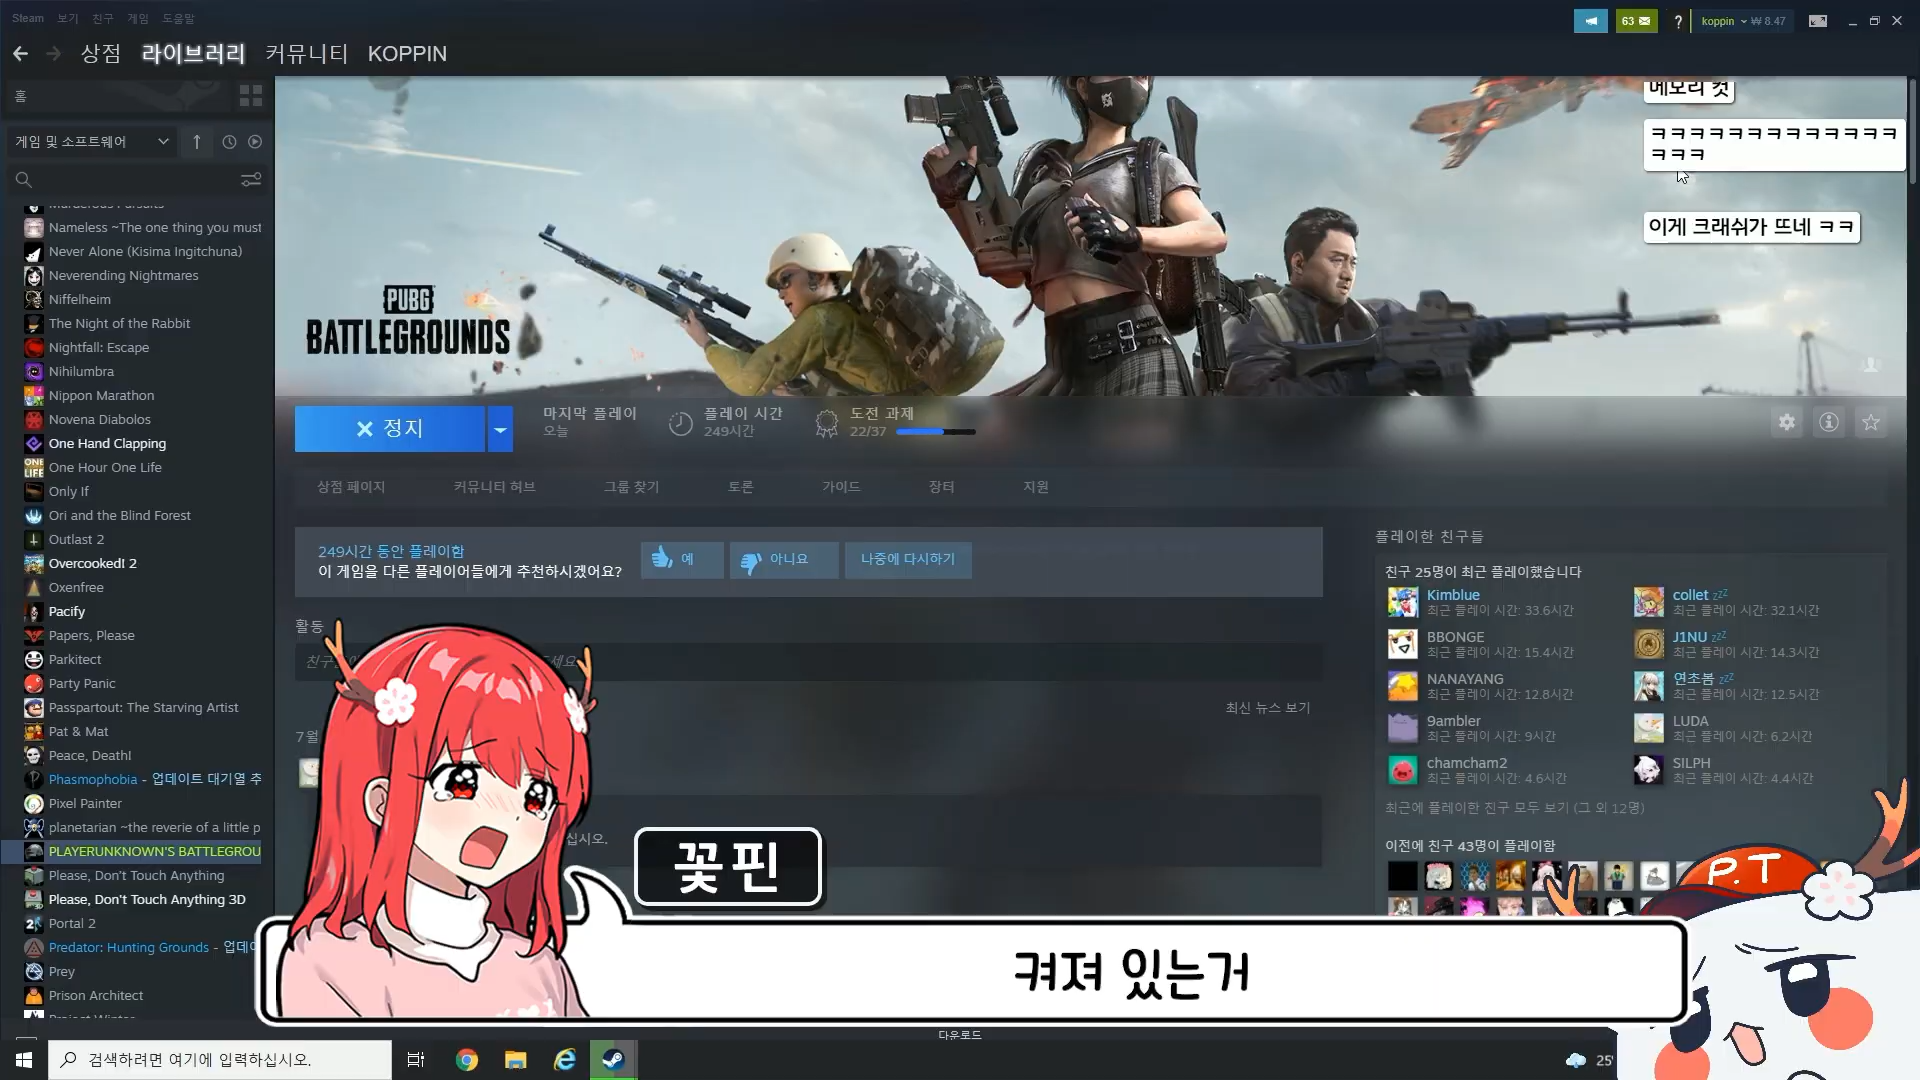 Steam 보기 친구 게임 도움말
63 ? koppin ₩ 8.47
상점 라이브러리 커뮤니티 KOPPIN
홈
게임 및 소프트웨어
메모리 컷
ㅋㅋㅋㅋㅋㅋㅋㅋㅋㅋㅋㅋㅋ
ㅋㅋㅋ
이게 크래쉬가 뜨네 ㅋㅋ
Murderous Pursuits
Nameless ~The one thing you must
Never Alone (Kisima Ingitchuna)
Neverending Nightmares
Niffelheim
The Night of the Rabbit
Nightfall: Escape
Nihilumbra
Nippon Marathon
Novena Diabolos
One Hand Clapping
ONE LIFE
One Hour One Life
Only If
Ori and the Blind Forest
Outlast 2
Overcooked! 2
Oxenfree
Pacify
Papers, Please
Parkitect
Party Panic
Passpartout: The Starving Artist
Pat & Mat
Peace, Death!
Phasmophobia - 업데이트 대기열 추
Pixel Painter
planetarian ~the reverie of a little p
PLAYERUNKNOWN'S BATTLEGROU
Please, Don't Touch Anything
Please, Don't Touch Anything 3D
Portal 2
Predator: Hunting Grounds - 업데이
Prey
Prison Architect
Project Winter
PUBG
BATTLEGROUNDS
정지
마지막 플레이
오늘
플레이 시간
249시간
도전 과제
22/37
상점 페이지 커뮤니티 허브 그룹 찾기 토론 가이드 장터 지원
249시간 동안 플레이함
이 게임을 다른 플레이어들에게 추천하시겠어요?
예 아니요 나중에 다시하기
활동
친구
세요
최신 뉴스 보기
7월
십시오.
플레이한 친구들
친구 25명이 최근 플레이했습니다
Kimblue
최근 플레이 시간: 33.6시간
collet zzZ
최근 플레이 시간: 32.1시간
BBONGE
최근 플레이 시간: 15.4시간
J1NU zzZ
최근 플레이 시간: 14.3시간
NANAYANG
최근 플레이 시간: 12.8시간
연초봄 zzZ
최근 플레이 시간: 12.5시간
9ambler
최근 플레이 시간: 9시간
LUDA
최근 플레이 시간: 6.2시간
chamcham2
최근 플레이 시간: 4.6시간
SILPH
최근 플레이 시간: 4.4시간
최근에 플레이한 친구 모두 보기 (그 외 12명)
이전에 친구 43명이 플레이함
P.T
꽃핀
켜져 있는거
다운로드
검색하려면 여기에 입력하십시오.
25°